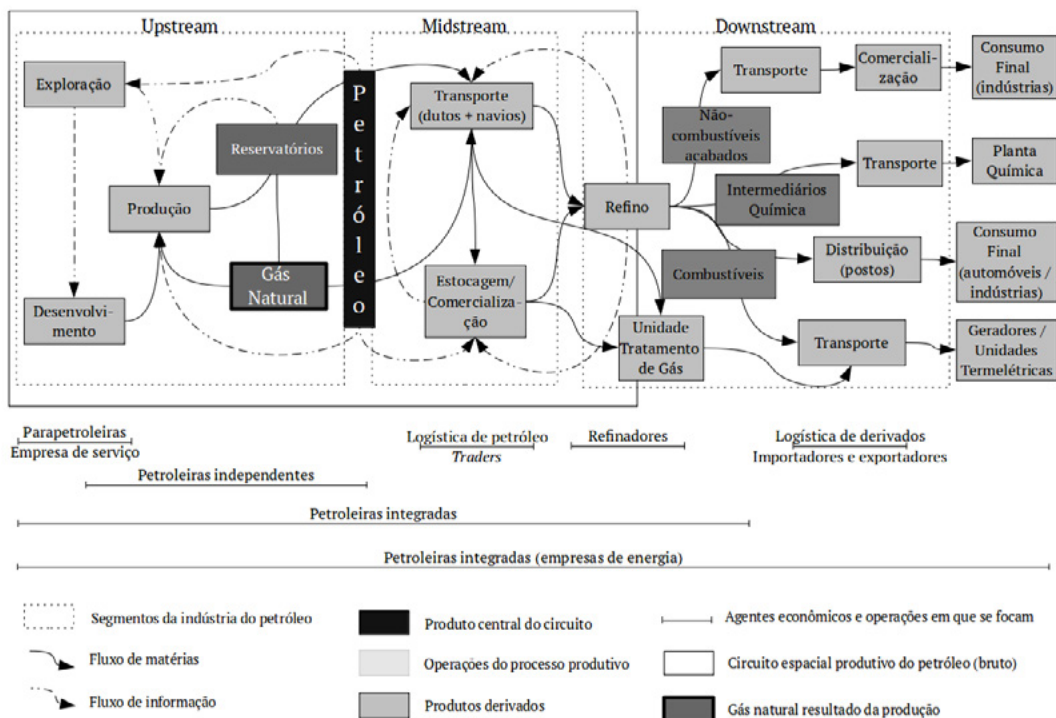 Upstream
Midstream
Downstream
Exploração
Reservatórios
Produção
Gás
Natural
Desenvolvi-
mento
Petróleo
Transporte
(dutos + navios)
Estocagem/
Comercializa-
ção
Refino
Unidade
Tratamento
de Gás
Não-
combustíveis
acabados
Intermediários
Química
Combustíveis
Transporte
Comerciali-
zação
Consumo
Final
(indústrias)
Transporte
Planta
Química
Distribuição
(postos)
Consumo
Final
(automóveis /
indústrias)
Transporte
Geradores /
Unidades
Termelétricas
Parapetroleiras
Empresa de serviço
Logística de petróleo
Traders
Refinadores
Logística de derivados
Importadores e exportadores
Petroleiras independentes
Petroleiras integradas
Petroleiras integradas (empresas de energia)
Segmentos da indústria do petróleo
Fluxo de matérias
Fluxo de informação
Produto central do circuito
Operações do processo produtivo
Produtos derivados
Agentes econômicos e operações em que se focam
Circuito espacial produtivo do petróleo (bruto)
Gás natural resultado da produção